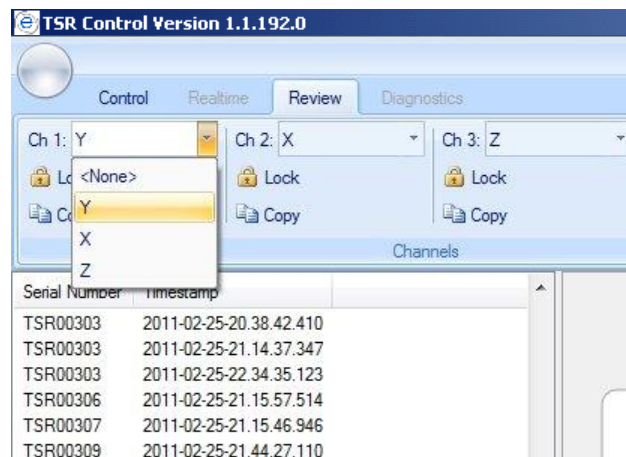 TSR Control Version 1.1.192.0
Control Realtime Review Diagnostics
Ch 1: Y Ch 2: X Ch 3: Z
<None> Lock Lock
Y Copy Copy
X
Channels
Z
Serial Number Timestamp
TSR00303 2011-02-25-20.38.42.410
TSR00303 2011-02-25-21.14.37.347
TSR00303 2011-02-25-22.34.35.123
TSR00306 2011-02-25-21.15.57.514
TSR00307 2011-02-25-21.15.46.946
TSR00309 2011-02-25-21.44.27.110